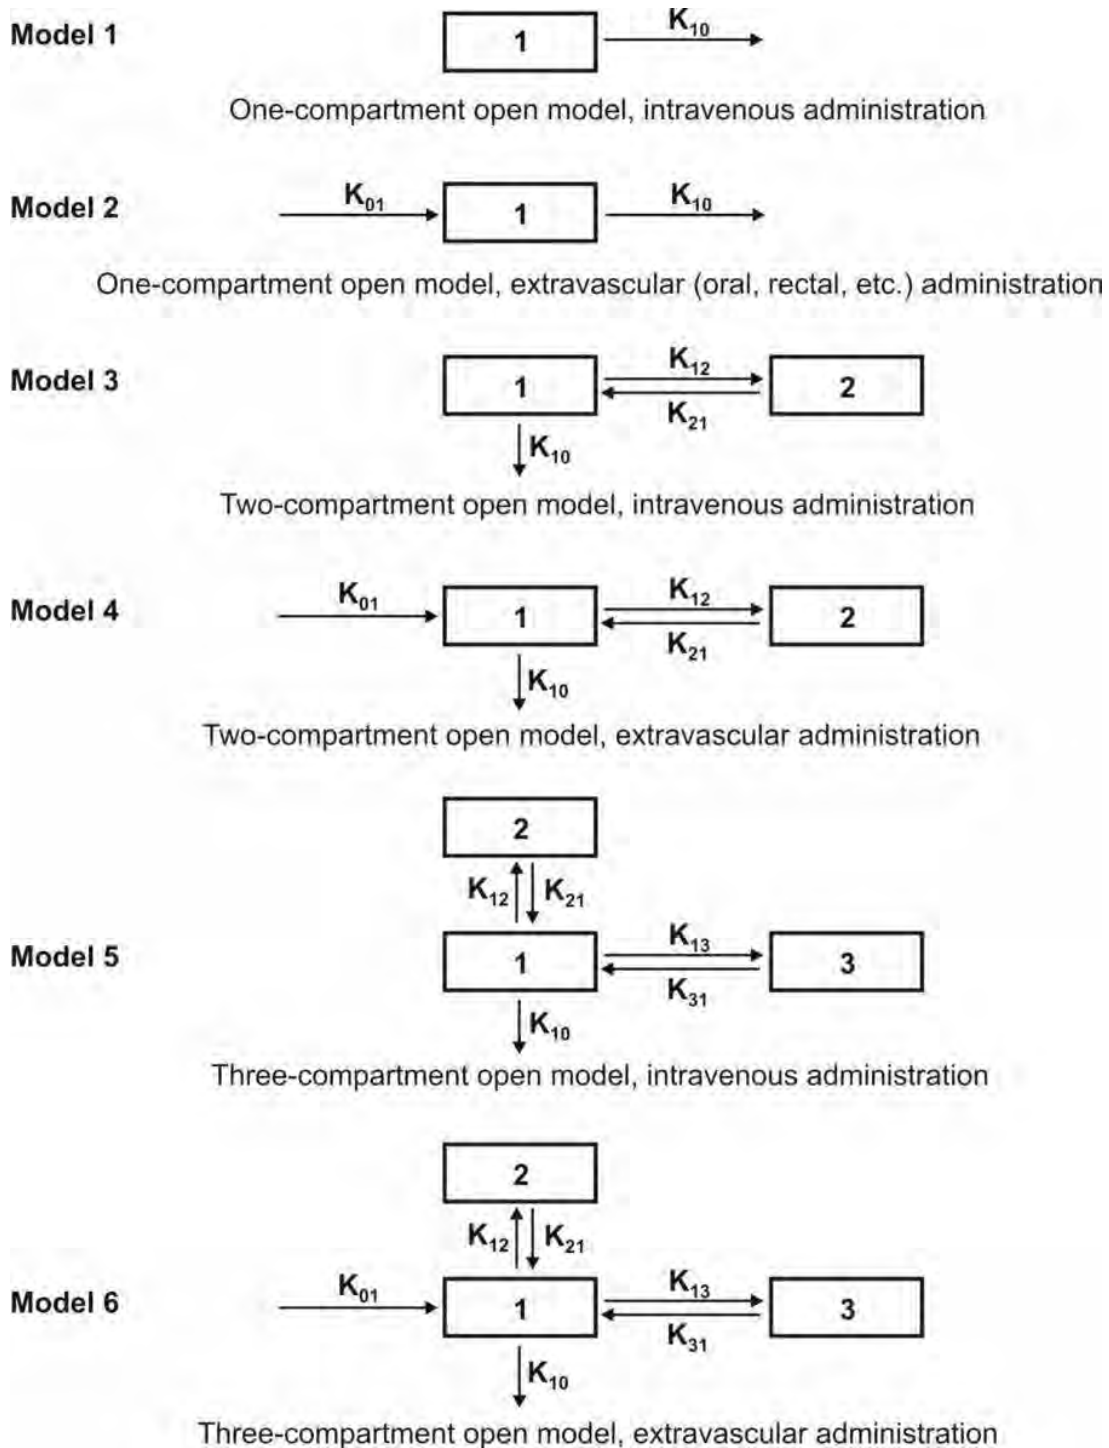 Model 1
1
K10
One-compartment open model, intravenous administration
Model 2
K01
1
K10
One-compartment open model, extravascular (oral, rectal, etc.) administration
Model 3
1
K12
K21
2
K10
Two-compartment open model, intravenous administration
Model 4
K01
1
K12
K21
2
K10
Two-compartment open model, extravascular administration
2
K12
K21
Model 5
1
K13
K31
3
K10
Three-compartment open model, intravenous administration
2
K12
K21
Model 6
K01
1
K13
K31
3
K10
Three-compartment open model, extravascular administration